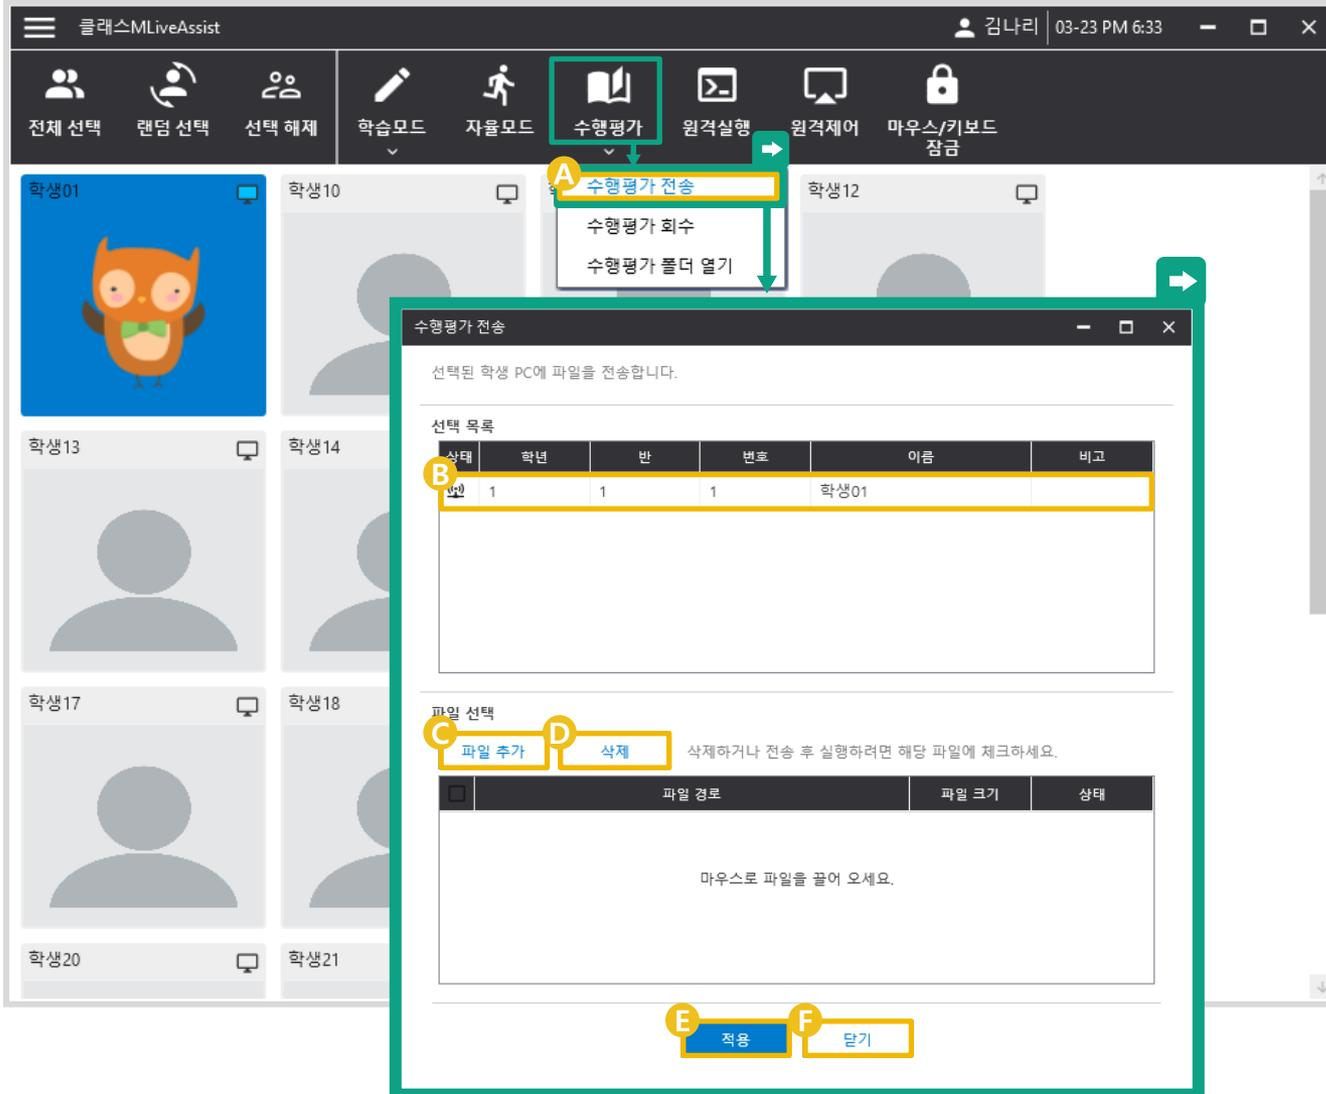 클래스MLiveAssist
김나리
03-23 PM 6:33
전체 선택
랜덤 선택
선택 해제
학습모드
자율모드
수행평가
원격실행
원격제어
마우스/키보드
잠금
학생01
학생10
학생12
A
수행평가 전송
수행평가 회수
수행평가 폴더 열기
학생13
학생14
학생17
학생18
학생20
학생21
수행평가 전송
선택된 학생 PC에 파일을 전송합니다.
선택 목록
상태 학년 반 번호 이름 비고
B
1 1 1 학생01
파일 선택
C
파일 추가
D
삭제
삭제하거나 전송 후 실행하려면 해당 파일에 체크하세요.
파일 경로 파일 크기 상태
마우스로 파일을 끌어 오세요.
E
적용
F
닫기